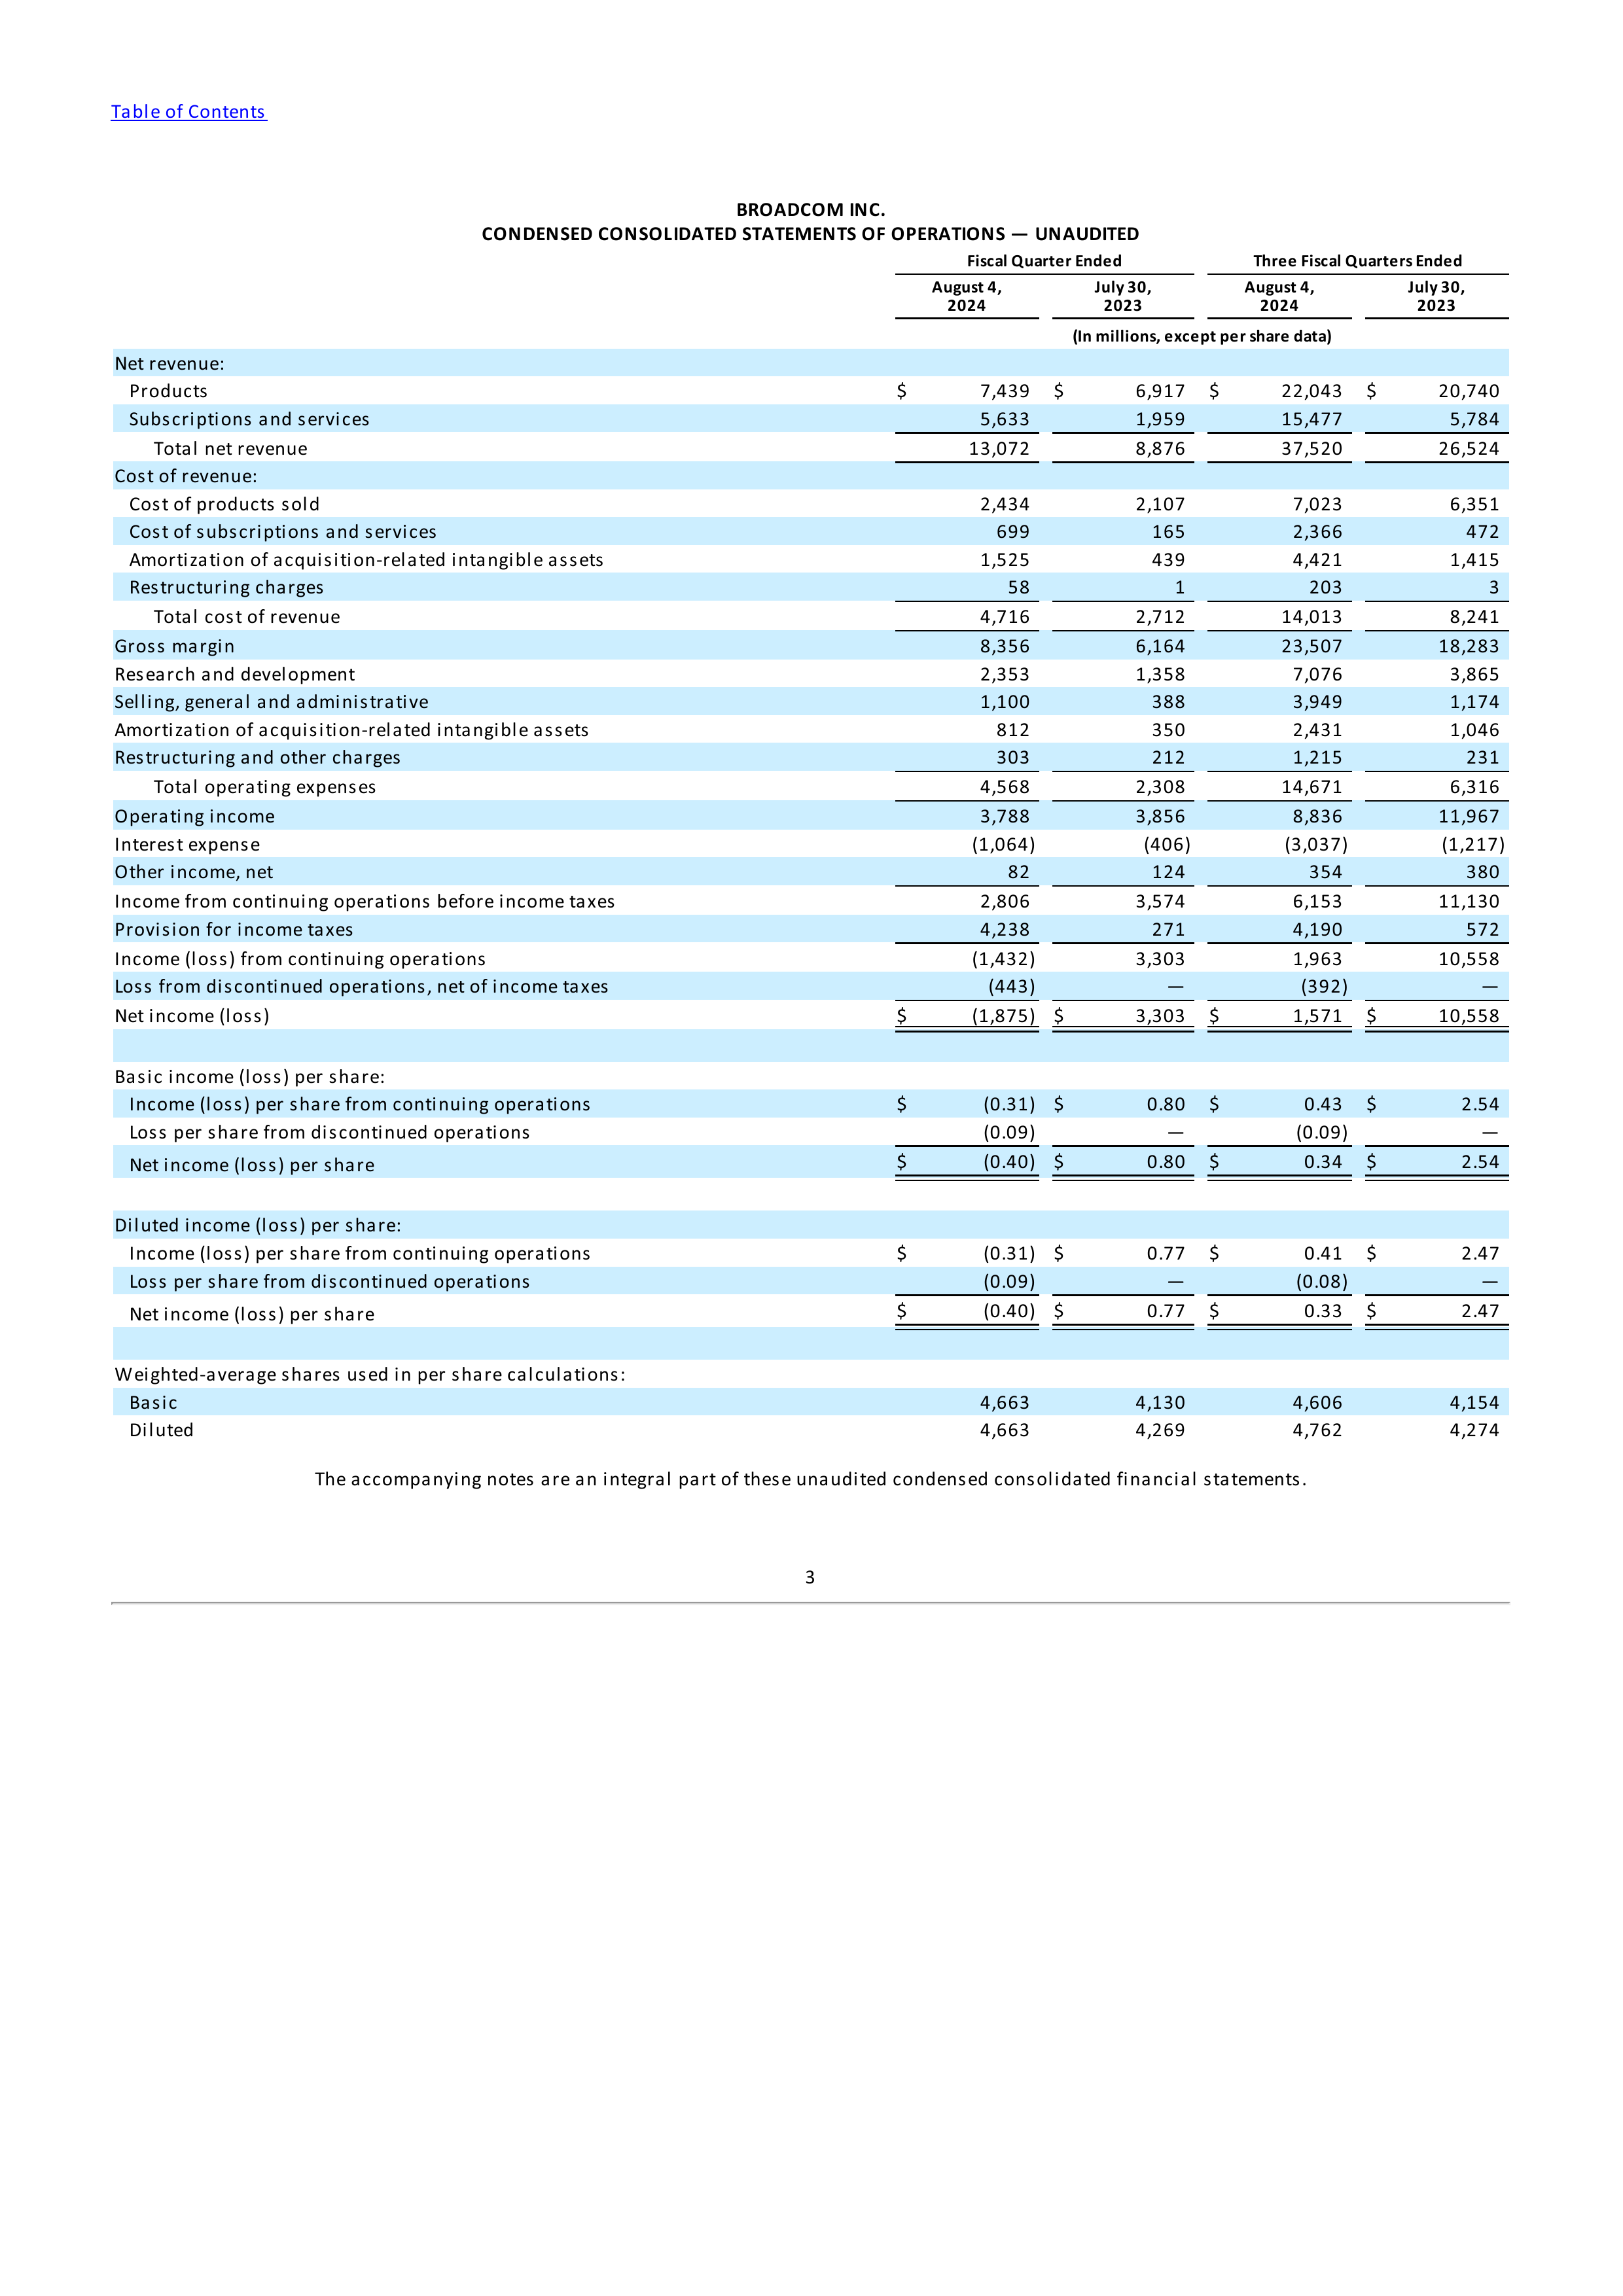 Table of Contents
BROADCOM INC.
CONDENSED CONSOLIDATED STATEMENTS OF OPERATIONS — UNAUDITED
Fiscal Quarter Ended Three Fiscal Quarters Ended
August 4, July 30, August 4, July 30,
2024 2023 2024 2023
(In millions, except per share data)
Net revenue:
Products $ 7,439 $ 6,917 $ 22,043 $ 20,740
Subscriptions and services 5,633 1,959 15,477 5,784
Total net revenue 13,072 8,876 37,520 26,524
Cost of revenue:
Cost of products sold 2,434 2,107 7,023 6,351
Cost of subscriptions and services 699 165 2,366 472
Amortization of acquisition-related intangible assets 1,525 439 4,421 1,415
Restructuring charges 58 1 203 3
Total cost of revenue 4,716 2,712 14,013 8,241
Gross margin 8,356 6,164 23,507 18,283
Research and development 2,353 1,358 7,076 3,865
Selling, general and administrative 1,100 388 3,949 1,174
Amortization of acquisition-related intangible assets 812 350 2,431 1,046
Restructuring and other charges 303 212 1,215 231
Total operating expenses 4,568 2,308 14,671 6,316
Operating income 3,788 3,856 8,836 11,967
Interest expense (1,064) (406) (3,037) (1,217)
Other income, net 82 124 354 380
Income from continuing operations before income taxes 2,806 3,574 6,153 11,130
Provision for income taxes 4,238 271 4,190 572
Income (loss) from continuing operations (1,432) 3,303 1,963 10,558
Loss from discontinued operations, net of income taxes (443) — (392) —
Net income (loss) $ (1,875) $ 3,303 $ 1,571 $ 10,558
Basic income (loss) per share:
Income (loss) per share from continuing operations $ (0.31) $ 0.80 $ 0.43 $ 2.54
Loss per share from discontinued operations (0.09) — (0.09) —
Net income (loss) per share $ (0.40) $ 0.80 $ 0.34 $ 2.54
Diluted income (loss) per share:
Income (loss) per share from continuing operations $ (0.31) $ 0.77 $ 0.41 $ 2.47
Loss per share from discontinued operations (0.09) — (0.08) —
Net income (loss) per share $ (0.40) $ 0.77 $ 0.33 $ 2.47
Weighted-average shares used in per share calculations:
Basic 4,663 4,130 4,606 4,154
Diluted 4,663 4,269 4,762 4,274
The accompanying notes are an integral part of these unaudited condensed consolidated financial statements.
3